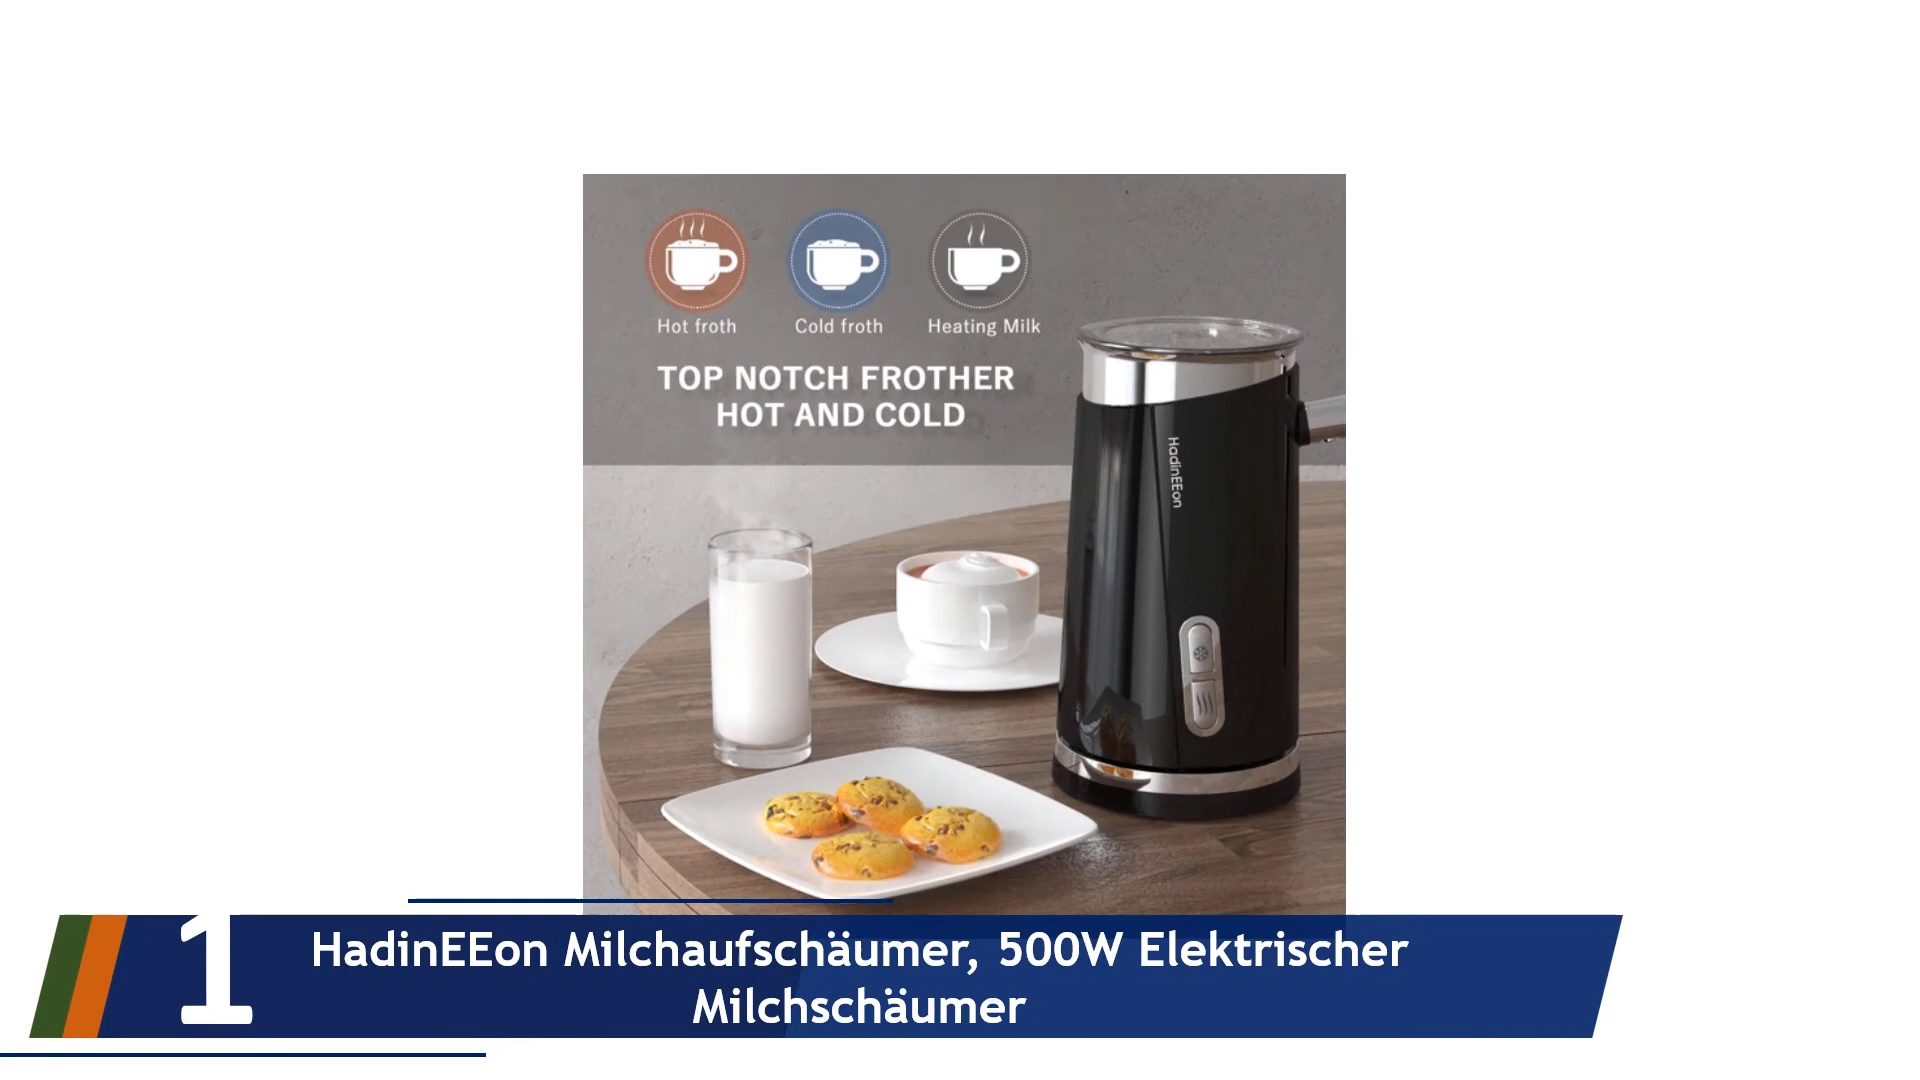 Hot froth
Cold froth
Heating Milk
TOP NOTCH FROTHER
HOT AND COLD
HadinEEon
1
HadinEEon Milchaufschäumer, 500W Elektrischer
Milchschäumer